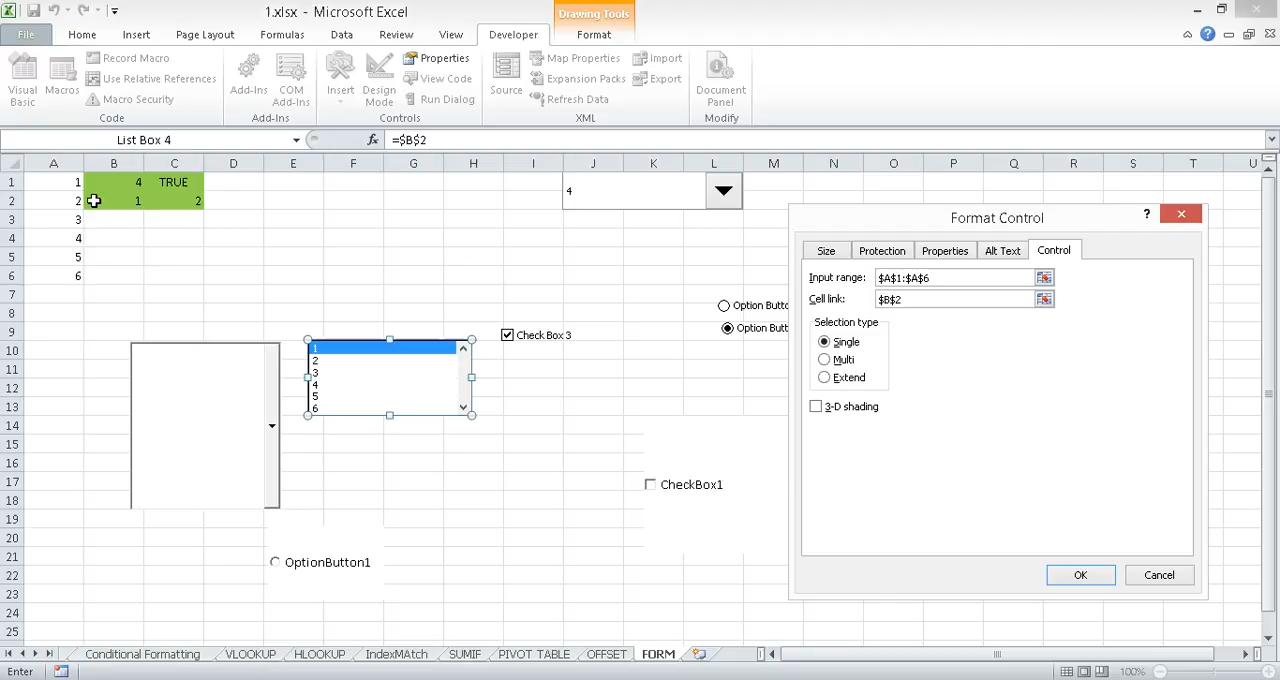 1.xlsx - Microsoft Excel
Drawing Tools
File Home Insert Page Layout Formulas Data Review View Developer Format
Visual Basic
Macros
Record Macro
Use Relative References
Macro Security
Code
Add-Ins
COM Add-Ins
Add-Ins
Insert
Design Mode
Properties
View Code
Run Dialog
Controls
Source
Map Properties
Expansion Packs
Refresh Data
Import
Export
XML
Document Panel
Modify
List Box 4
fx
=$B$2
A B C D E F G H I J K L M N O P Q R S T U
1 1 4 TRUE
2 2 1 2
3 3
4 4
5 5
6 6
7
8
9
10
11
12
13
14
15
16
17
18
19
20
21
22
23
24
25
4
Option Butto
Option Butt
Check Box 3
1
2
3
4
5
6
CheckBox1
OptionButton1
Format Control
?
Size Protection Properties Alt Text Control
Input range: $A$1:$A$6
Cell link: $B$2
Selection type
Single
Multi
Extend
3-D shading
OK Cancel
Conditional Formatting VLOOKUP HLOOKUP IndexMAtch SUMIF PIVOT TABLE OFFSET FORM
Enter
100%